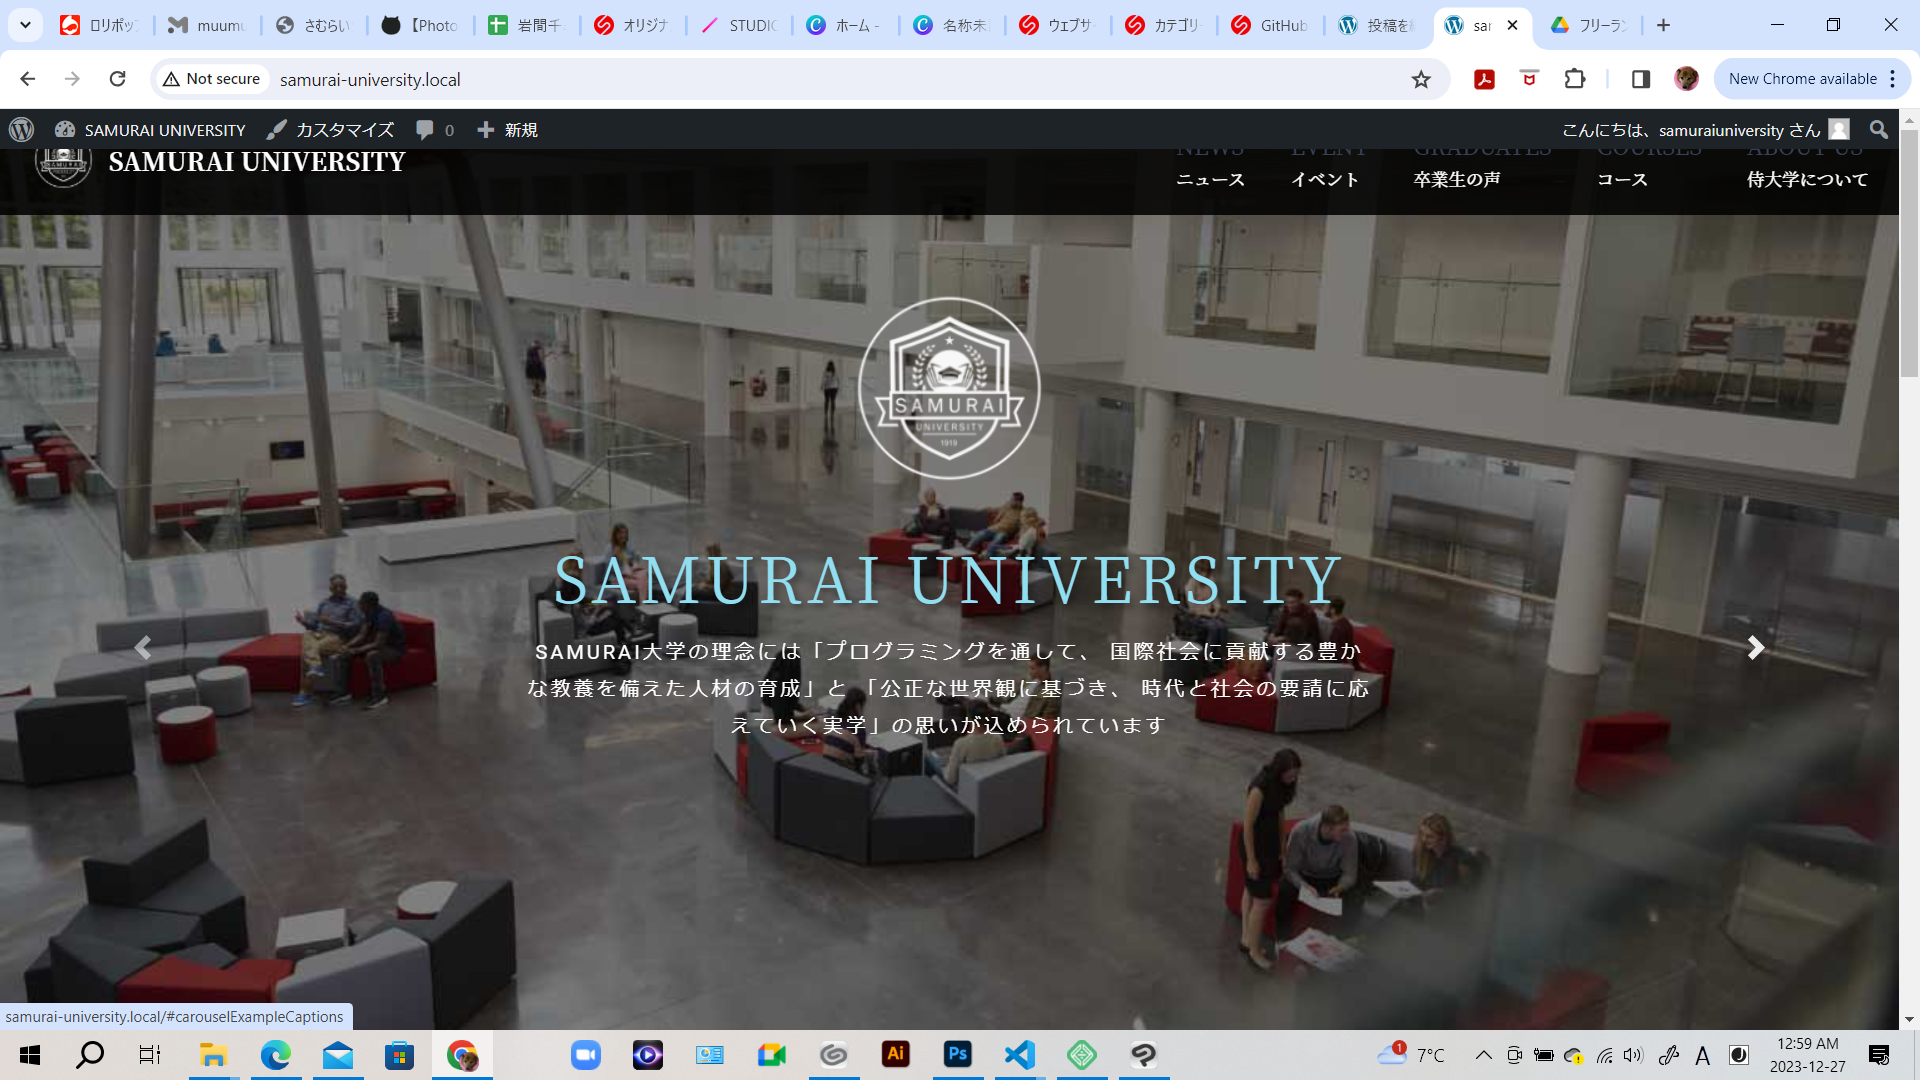 ロリポッ
muumu
さむらい
【Photo
岩間千
オリジナ
STUDIO
ホーム -
名称未
ウェブサ
カテゴリ
GitHub
投稿を
sar
フリーラン
Not secure
samurai-university.local
New Chrome available
SAMURAI UNIVERSITY
カスタマイズ
0
新規
こんにちは、samuraiuniversity さん
SAMURAI UNIVERSITY
NEWS
EVENT
GRADUATES
COURSES
ABOUT US
ニュース
イベント
卒業生の声
コース
侍大学について
SAMURAI
UNIVERSITY
1919
SAMURAI UNIVERSITY
SAMURAI大学の理念には「プログラミングを通して、 国際社会に貢献する豊か
な教養を備えた人材の育成」と 「公正な世界観に基づき、 時代と社会の要請に応
えていく実学」の思いが込められています
samurai-university.local/#carouselExampleCaptions
Ai
Ps
1
7°C
A
12:59 AM
2023-12-27